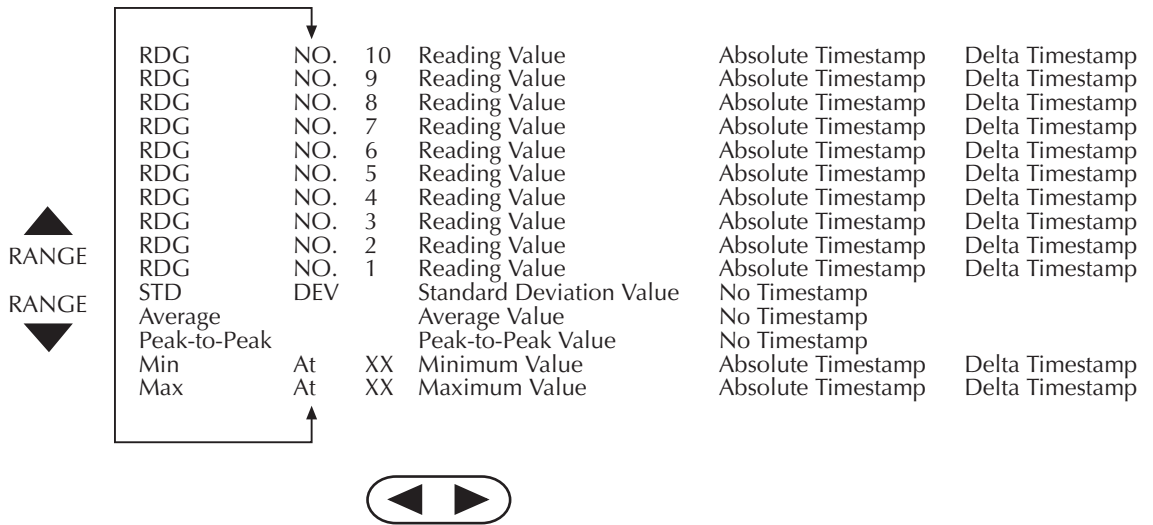 RDG NO. 10 Reading Value Absolute Timestamp Delta Timestamp
RDG NO. 9 Reading Value Absolute Timestamp Delta Timestamp
RDG NO. 8 Reading Value Absolute Timestamp Delta Timestamp
RDG NO. 7 Reading Value Absolute Timestamp Delta Timestamp
RDG NO. 6 Reading Value Absolute Timestamp Delta Timestamp
RDG NO. 5 Reading Value Absolute Timestamp Delta Timestamp
RDG NO. 4 Reading Value Absolute Timestamp Delta Timestamp
RDG NO. 3 Reading Value Absolute Timestamp Delta Timestamp
RDG NO. 2 Reading Value Absolute Timestamp Delta Timestamp
RDG NO. 1 Reading Value Absolute Timestamp Delta Timestamp
STD DEV Standard Deviation Value No Timestamp
Average Average Value No Timestamp
Peak-to-Peak Peak-to-Peak Value No Timestamp
Min At XX Minimum Value Absolute Timestamp Delta Timestamp
Max At XX Maximum Value Absolute Timestamp Delta Timestamp
RANGE
RANGE